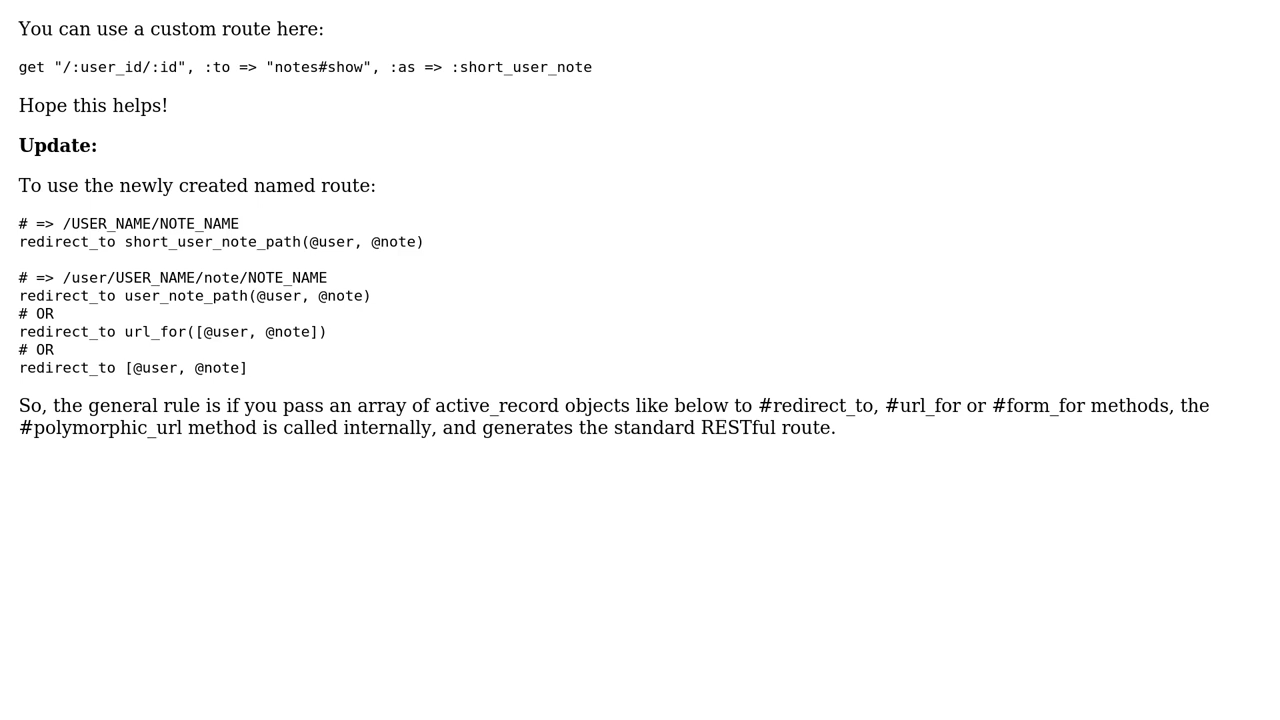 You can use a custom route here:
get "/:user_id/:id", :to => "notes#show", :as => :short_user_note
Hope this helps!
Update:
To use the newly created named route:
# => /USER_NAME/NOTE_NAME
redirect_to short_user_note_path(@user, @note)
# => /user/USER_NAME/note/NOTE_NAME
redirect_to user_note_path(@user, @note)
# OR
redirect_to url_for([@user, @note])
# OR
redirect_to [@user, @note]
So, the general rule is if you pass an array of active_record objects like below to #redirect_to, #url_for or #form_for methods, the
#polymorphic_url method is called internally, and generates the standard RESTful route.